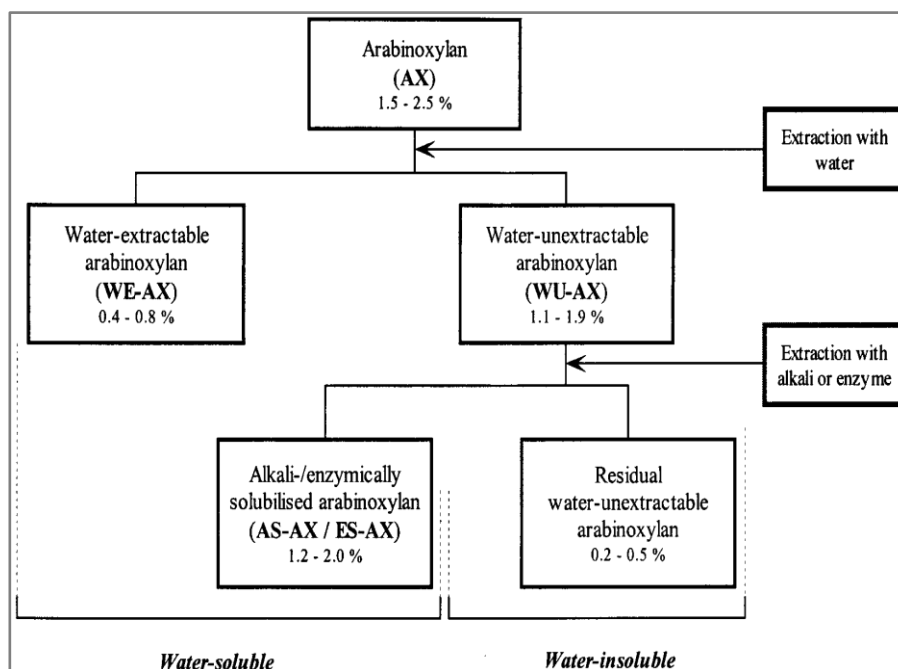 Arabinoxylan
(AX)
1.5 - 2.5 %
Extraction with
water
Water-extractable
arabinoxylan
(WE-AX)
0.4 - 0.8 %
Water-unextractable
arabinoxylan
(WU-AX)
1.1 - 1.9 %
Extraction with
alkali or enzyme
Alkali-/enzymically
solubilised arabinoxylan
(AS-AX / ES-AX)
1.2 - 2.0 %
Residual
water-unextractable
arabinoxylan
0.2 - 0.5 %
Water-soluble
Water-insoluble